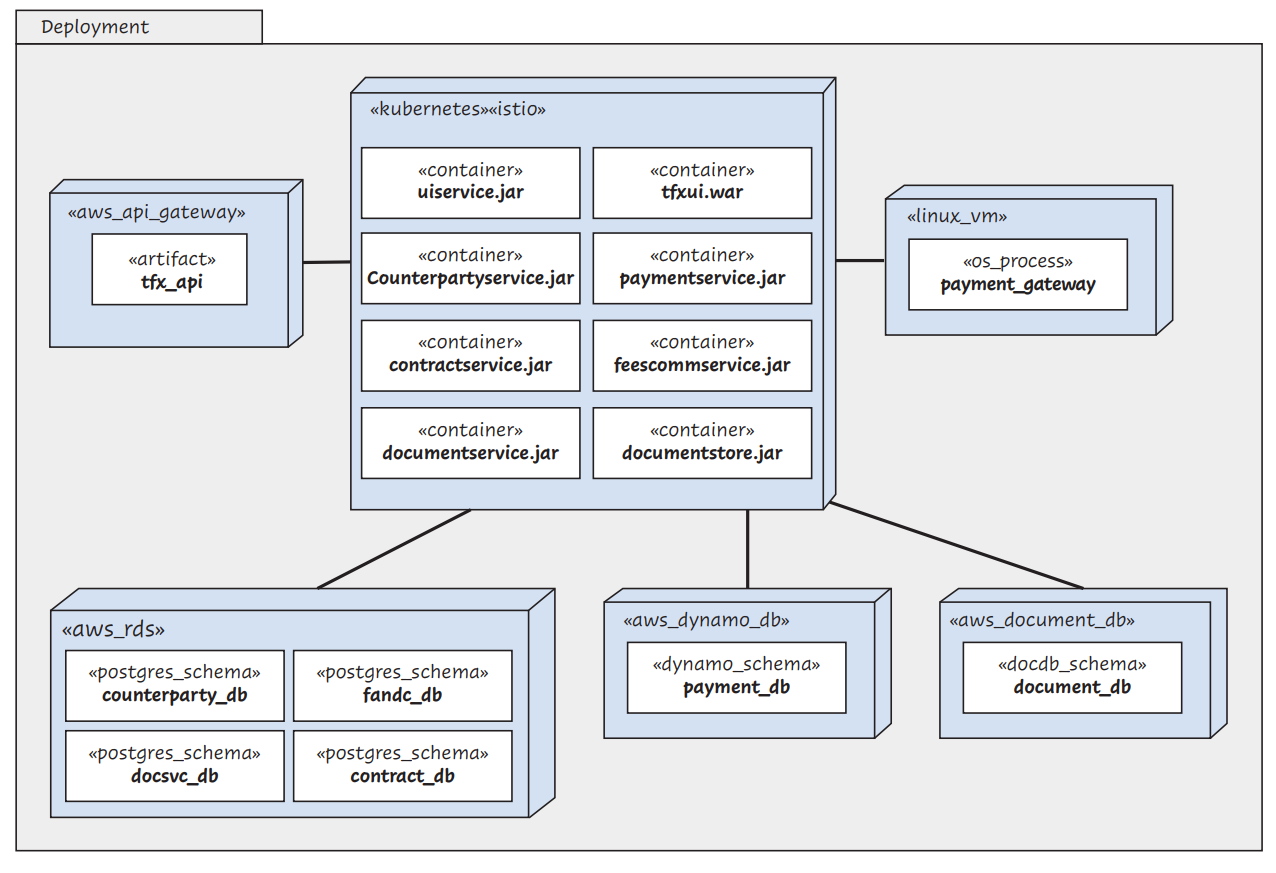 Deployment
«kubernetes»«istio»
«container»
uiservice.jar
«container»
tfxui.war
«container»
Counterpartyservice.jar
«container»
paymentservice.jar
«container»
contractservice.jar
«container»
feescommservice.jar
«container»
documentservice.jar
«container»
documentstore.jar
«aws_api_gateway»
«artifact»
tfx_api
«linux_vm»
«os_process»
payment_gateway
«aws_rds»
«postgres_schema»
counterparty_db
«postgres_schema»
fandc_db
«postgres_schema»
docsvc_db
«postgres_schema»
contract_db
«aws_dynamo_db»
«dynamo_schema»
payment_db
«aws_document_db»
«docdb_schema»
document_db